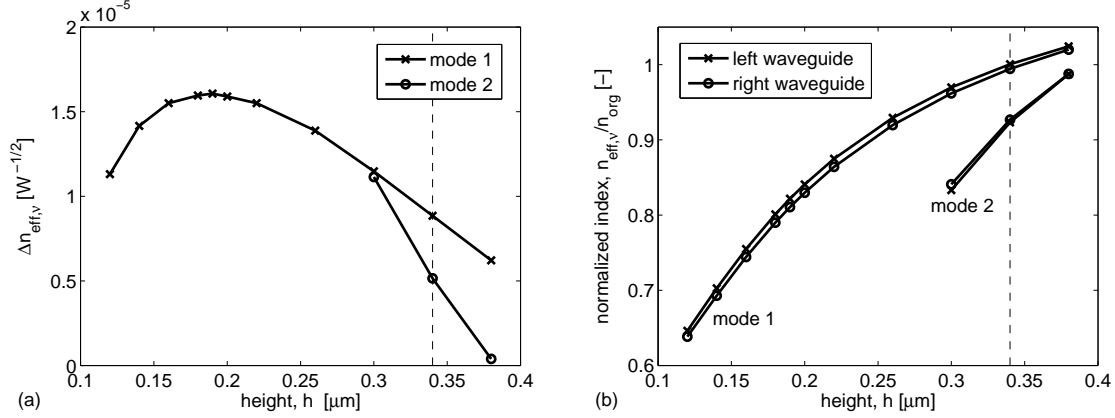 x 10⁻⁵
2
1.5
1
0.5
0
Δn_eff,ν [W^−1/2]
mode 1
mode 2
0.1 0.15 0.2 0.25 0.3 0.35 0.4
height, h [μm]
(a)
1
0.9
0.8
0.7
0.6
normalized index, n_eff,ν/n_org [−]
left waveguide
right waveguide
mode 2
mode 1
0.1 0.15 0.2 0.25 0.3 0.35 0.4
height, h [μm]
(b)